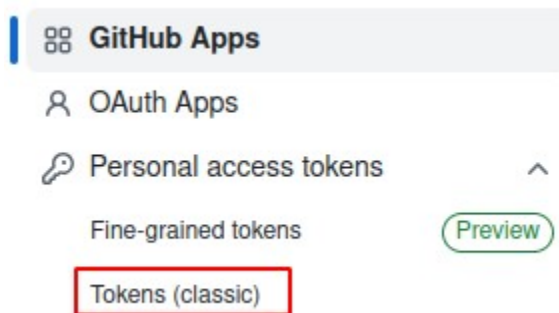 GitHub Apps
OAuth Apps
Personal access tokens
Fine-grained tokens Preview
Tokens (classic)